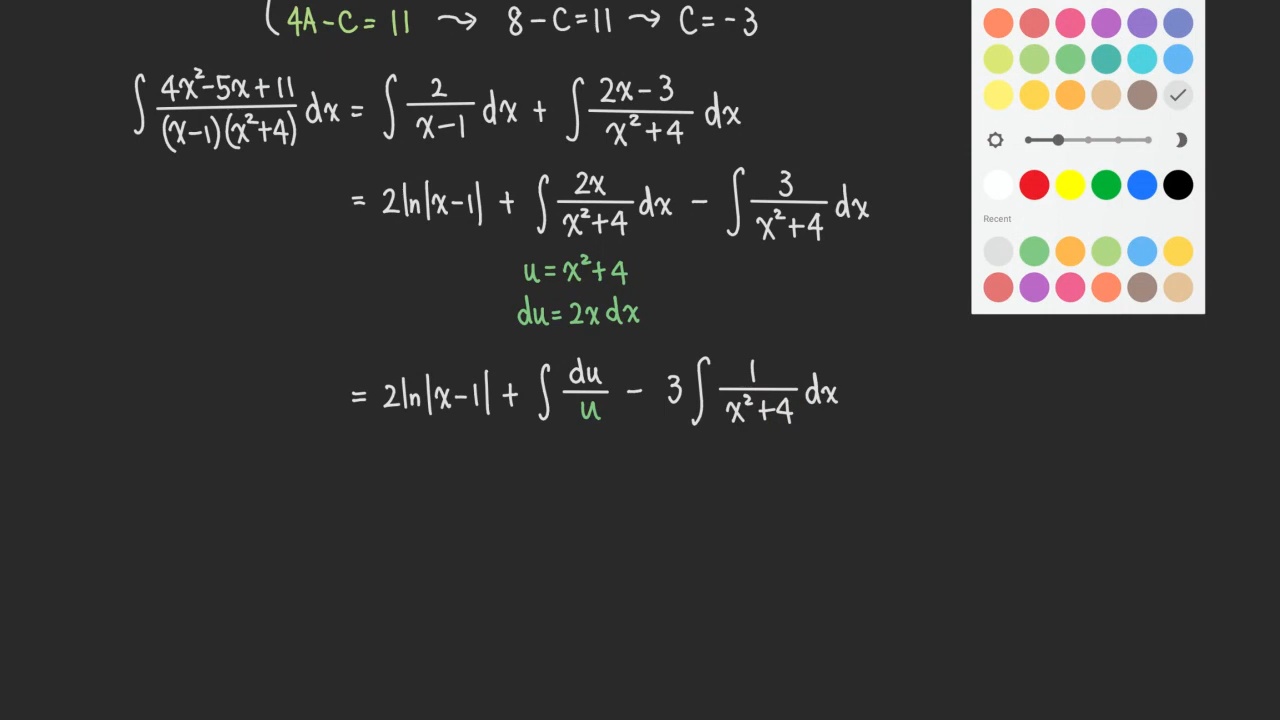 4A-C=11 ⇝ 8-C=11 → C=-3
∫ (4x²-5x+11)/((x-1)(x²+4)) dx = ∫ 2/(x-1) dx + ∫ (2x-3)/(x²+4) dx
= 2ln|x-1| + ∫ 2x/(x²+4) dx - ∫ 3/(x²+4) dx
u=x²+4
du=2x dx
= 2ln|x-1| + ∫ du/u - 3 ∫ 1/(x²+4) dx
Recent